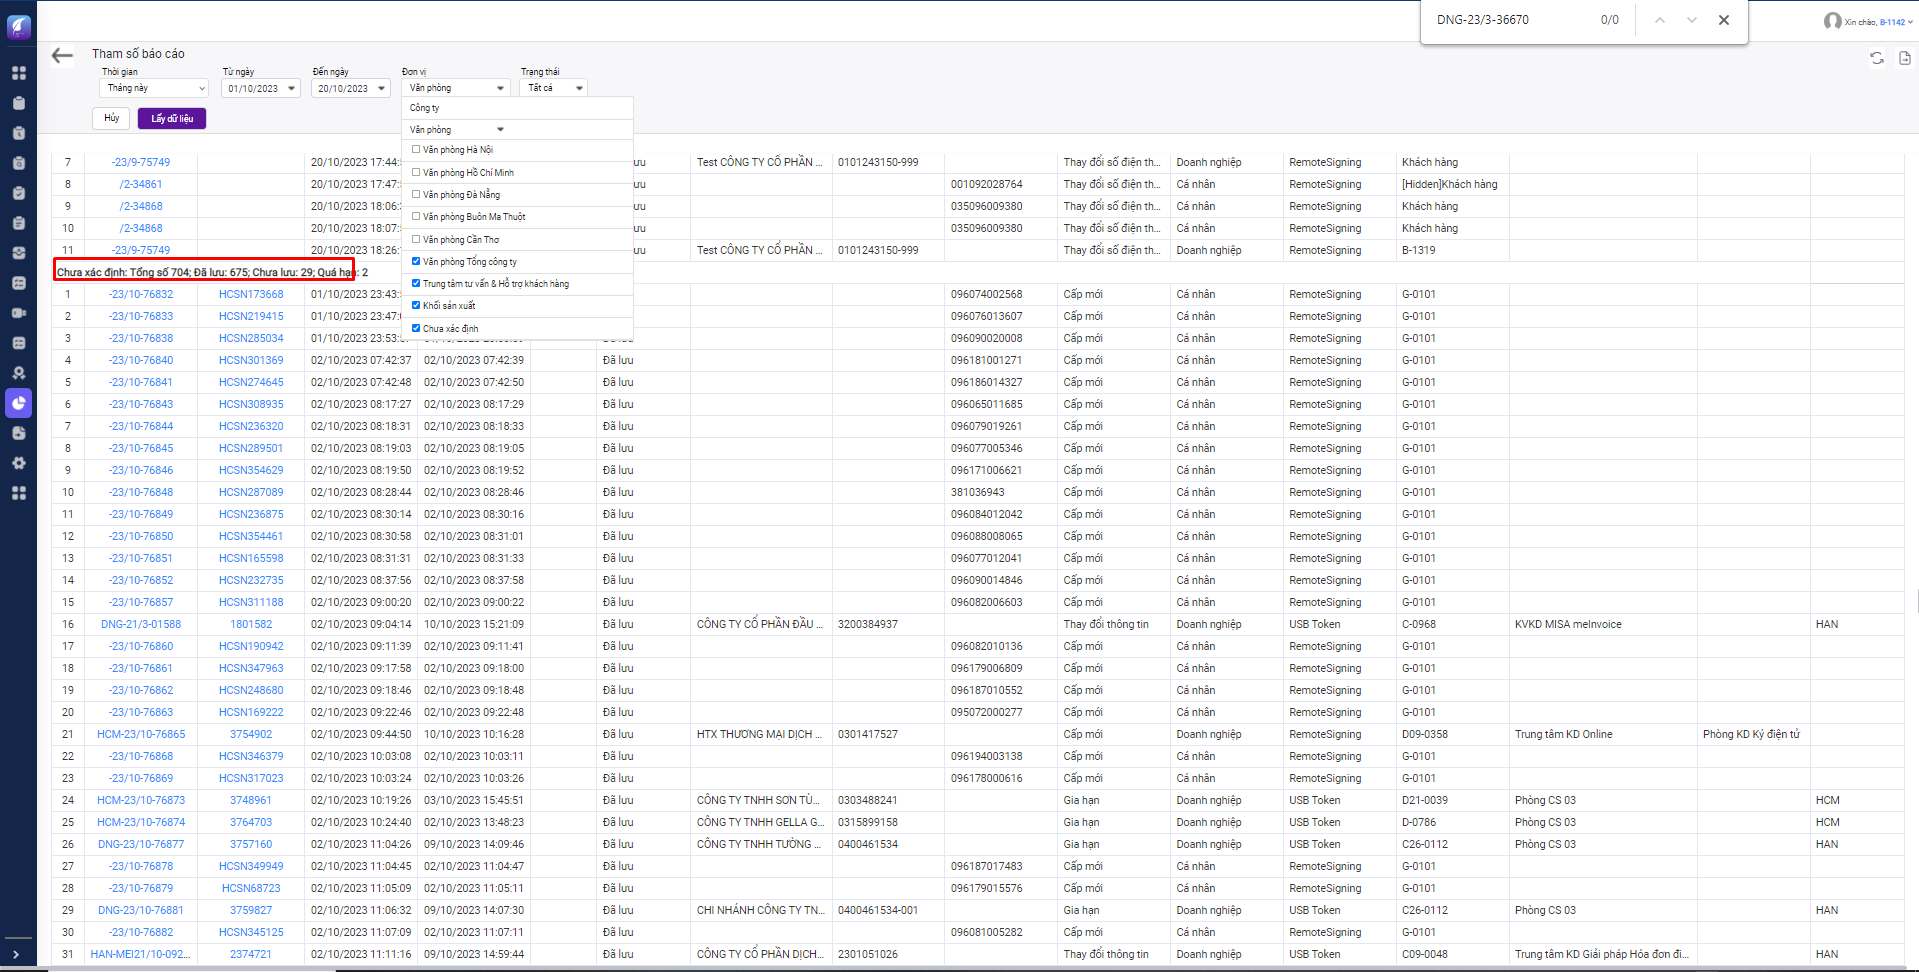 DNG-23/3-36670 0/0
Xin chào, B-1142
Tham số báo cáo
Thời gian Từ ngày Đến ngày Đơn vị Trạng thái
Tháng này 01/10/2023 20/10/2023 Văn phòng Tất cả
Hủy Lấy dữ liệu
Công ty
Văn phòng
Văn phòng Hà Nội
Văn phòng Hồ Chí Minh
Văn phòng Đà Nẵng
Văn phòng Buôn Ma Thuột
Văn phòng Cần Thơ
Văn phòng Tổng công ty
Trung tâm tư vấn & Hỗ trợ khách hàng
Khối sản xuất
Chưa xác định
7 -23/9-75749 20/10/2023 17:44: ưu Test CÔNG TY CỔ PHẦN ... 0101243150-999 Thay đổi số điện th... Doanh nghiệp RemoteSigning Khách hàng
8 /2-34861 20/10/2023 17:47: ưu 001092028764 Thay đổi số điện th... Cá nhân RemoteSigning [Hidden]Khách hàng
9 /2-34868 20/10/2023 18:06: ưu 035096009380 Thay đổi số điện th... Cá nhân RemoteSigning Khách hàng
10 /2-34868 20/10/2023 18:07: ưu 035096009380 Thay đổi số điện th... Cá nhân RemoteSigning Khách hàng
11 -23/9-75749 20/10/2023 18:26: ưu Test CÔNG TY CỔ PHẦN ... 0101243150-999 Thay đổi số điện th... Doanh nghiệp RemoteSigning B-1319
Chưa xác định: Tổng số 704; Đã lưu: 675; Chưa lưu: 29; Quá hạn: 2
1 -23/10-76832 HCSN173668 01/10/2023 23:43: 096074002568 Cấp mới Cá nhân RemoteSigning G-0101
2 -23/10-76833 HCSN219415 01/10/2023 23:47: 096076013607 Cấp mới Cá nhân RemoteSigning G-0101
3 -23/10-76838 HCSN285034 01/10/2023 23:53: 096090020008 Cấp mới Cá nhân RemoteSigning G-0101
4 -23/10-76840 HCSN301369 02/10/2023 07:42:37 02/10/2023 07:42:39 Đã lưu 096181001271 Cấp mới Cá nhân RemoteSigning G-0101
5 -23/10-76841 HCSN274645 02/10/2023 07:42:48 02/10/2023 07:42:50 Đã lưu 096186014327 Cấp mới Cá nhân RemoteSigning G-0101
6 -23/10-76843 HCSN308935 02/10/2023 08:17:27 02/10/2023 08:17:29 Đã lưu 096065011685 Cấp mới Cá nhân RemoteSigning G-0101
7 -23/10-76844 HCSN236320 02/10/2023 08:18:31 02/10/2023 08:18:33 Đã lưu 096079019261 Cấp mới Cá nhân RemoteSigning G-0101
8 -23/10-76845 HCSN289501 02/10/2023 08:19:03 02/10/2023 08:19:05 Đã lưu 096077005346 Cấp mới Cá nhân RemoteSigning G-0101
9 -23/10-76846 HCSN354629 02/10/2023 08:19:50 02/10/2023 08:19:52 Đã lưu 096171006621 Cấp mới Cá nhân RemoteSigning G-0101
10 -23/10-76848 HCSN287089 02/10/2023 08:28:44 02/10/2023 08:28:46 Đã lưu 381036943 Cấp mới Cá nhân RemoteSigning G-0101
11 -23/10-76849 HCSN236875 02/10/2023 08:30:14 02/10/2023 08:30:16 Đã lưu 096084012042 Cấp mới Cá nhân RemoteSigning G-0101
12 -23/10-76850 HCSN354461 02/10/2023 08:30:58 02/10/2023 08:31:01 Đã lưu 096088008065 Cấp mới Cá nhân RemoteSigning G-0101
13 -23/10-76851 HCSN165598 02/10/2023 08:31:31 02/10/2023 08:31:33 Đã lưu 096077012041 Cấp mới Cá nhân RemoteSigning G-0101
14 -23/10-76852 HCSN232735 02/10/2023 08:37:56 02/10/2023 08:37:58 Đã lưu 096090014846 Cấp mới Cá nhân RemoteSigning G-0101
15 -23/10-76857 HCSN311188 02/10/2023 09:00:20 02/10/2023 09:00:22 Đã lưu 096082006603 Cấp mới Cá nhân RemoteSigning G-0101
16 DNG-21/3-01588 1801582 02/10/2023 09:04:14 10/10/2023 15:21:09 Đã lưu CÔNG TY CỔ PHẦN ĐẦU ... 3200384937 Thay đổi thông tin Doanh nghiệp USB Token C-0968 KVKD MISA meInvoice HAN
17 -23/10-76860 HCSN190942 02/10/2023 09:11:39 02/10/2023 09:11:41 Đã lưu 096082010136 Cấp mới Cá nhân RemoteSigning G-0101
18 -23/10-76861 HCSN347963 02/10/2023 09:17:58 02/10/2023 09:18:00 Đã lưu 096179006809 Cấp mới Cá nhân RemoteSigning G-0101
19 -23/10-76862 HCSN248680 02/10/2023 09:18:46 02/10/2023 09:18:48 Đã lưu 096187010552 Cấp mới Cá nhân RemoteSigning G-0101
20 -23/10-76863 HCSN169222 02/10/2023 09:22:46 02/10/2023 09:22:48 Đã lưu 095072000277 Cấp mới Cá nhân RemoteSigning G-0101
21 HCM-23/10-76865 3754902 02/10/2023 09:44:50 10/10/2023 10:16:28 Đã lưu HTX THƯƠNG MẠI DỊCH ... 0301417527 Cấp mới Doanh nghiệp RemoteSigning D09-0358 Trung tâm KD Online Phòng KD Ký điện tử
22 -23/10-76868 HCSN346379 02/10/2023 10:03:08 02/10/2023 10:03:11 Đã lưu 096194003138 Cấp mới Cá nhân RemoteSigning G-0101
23 -23/10-76869 HCSN317023 02/10/2023 10:03:24 02/10/2023 10:03:26 Đã lưu 096178000616 Cấp mới Cá nhân RemoteSigning G-0101
24 HCM-23/10-76873 3748961 02/10/2023 10:19:26 03/10/2023 15:45:51 Đã lưu CÔNG TY TNHH SƠN TÙ... 0303488241 Gia hạn Doanh nghiệp USB Token D21-0039 Phòng CS 03 HCM
25 HCM-23/10-76874 3764703 02/10/2023 10:24:40 02/10/2023 13:48:23 Đã lưu CÔNG TY TNHH GELLA G... 0315899158 Gia hạn Doanh nghiệp USB Token D-0786 Phòng CS 03 HCM
26 DNG-23/10-76877 3757160 02/10/2023 11:04:26 09/10/2023 14:09:46 Đã lưu CÔNG TY TNHH TƯỜNG ... 0400461534 Gia hạn Doanh nghiệp USB Token C26-0112 Phòng CS 03 HAN
27 -23/10-76878 HCSN349949 02/10/2023 11:04:45 02/10/2023 11:04:47 Đã lưu 096187017483 Cấp mới Cá nhân RemoteSigning G-0101
28 -23/10-76879 HCSN68723 02/10/2023 11:05:09 02/10/2023 11:05:11 Đã lưu 096179015576 Cấp mới Cá nhân RemoteSigning G-0101
29 DNG-23/10-76881 3759827 02/10/2023 11:06:32 09/10/2023 14:07:30 Đã lưu CHI NHÁNH CÔNG TY TN... 0400461534-001 Gia hạn Doanh nghiệp USB Token C26-0112 Phòng CS 03 HAN
30 -23/10-76882 HCSN345125 02/10/2023 11:07:09 02/10/2023 11:07:11 Đã lưu 096081005282 Cấp mới Cá nhân RemoteSigning G-0101
31 HAN-MEI21/10-092... 2374721 02/10/2023 11:11:16 09/10/2023 14:59:44 Đã lưu CÔNG TY CỔ PHẦN DỊCH... 2301051026 Thay đổi thông tin Doanh nghiệp USB Token C09-0048 Trung tâm KD Giải pháp Hóa đơn đi... HAN